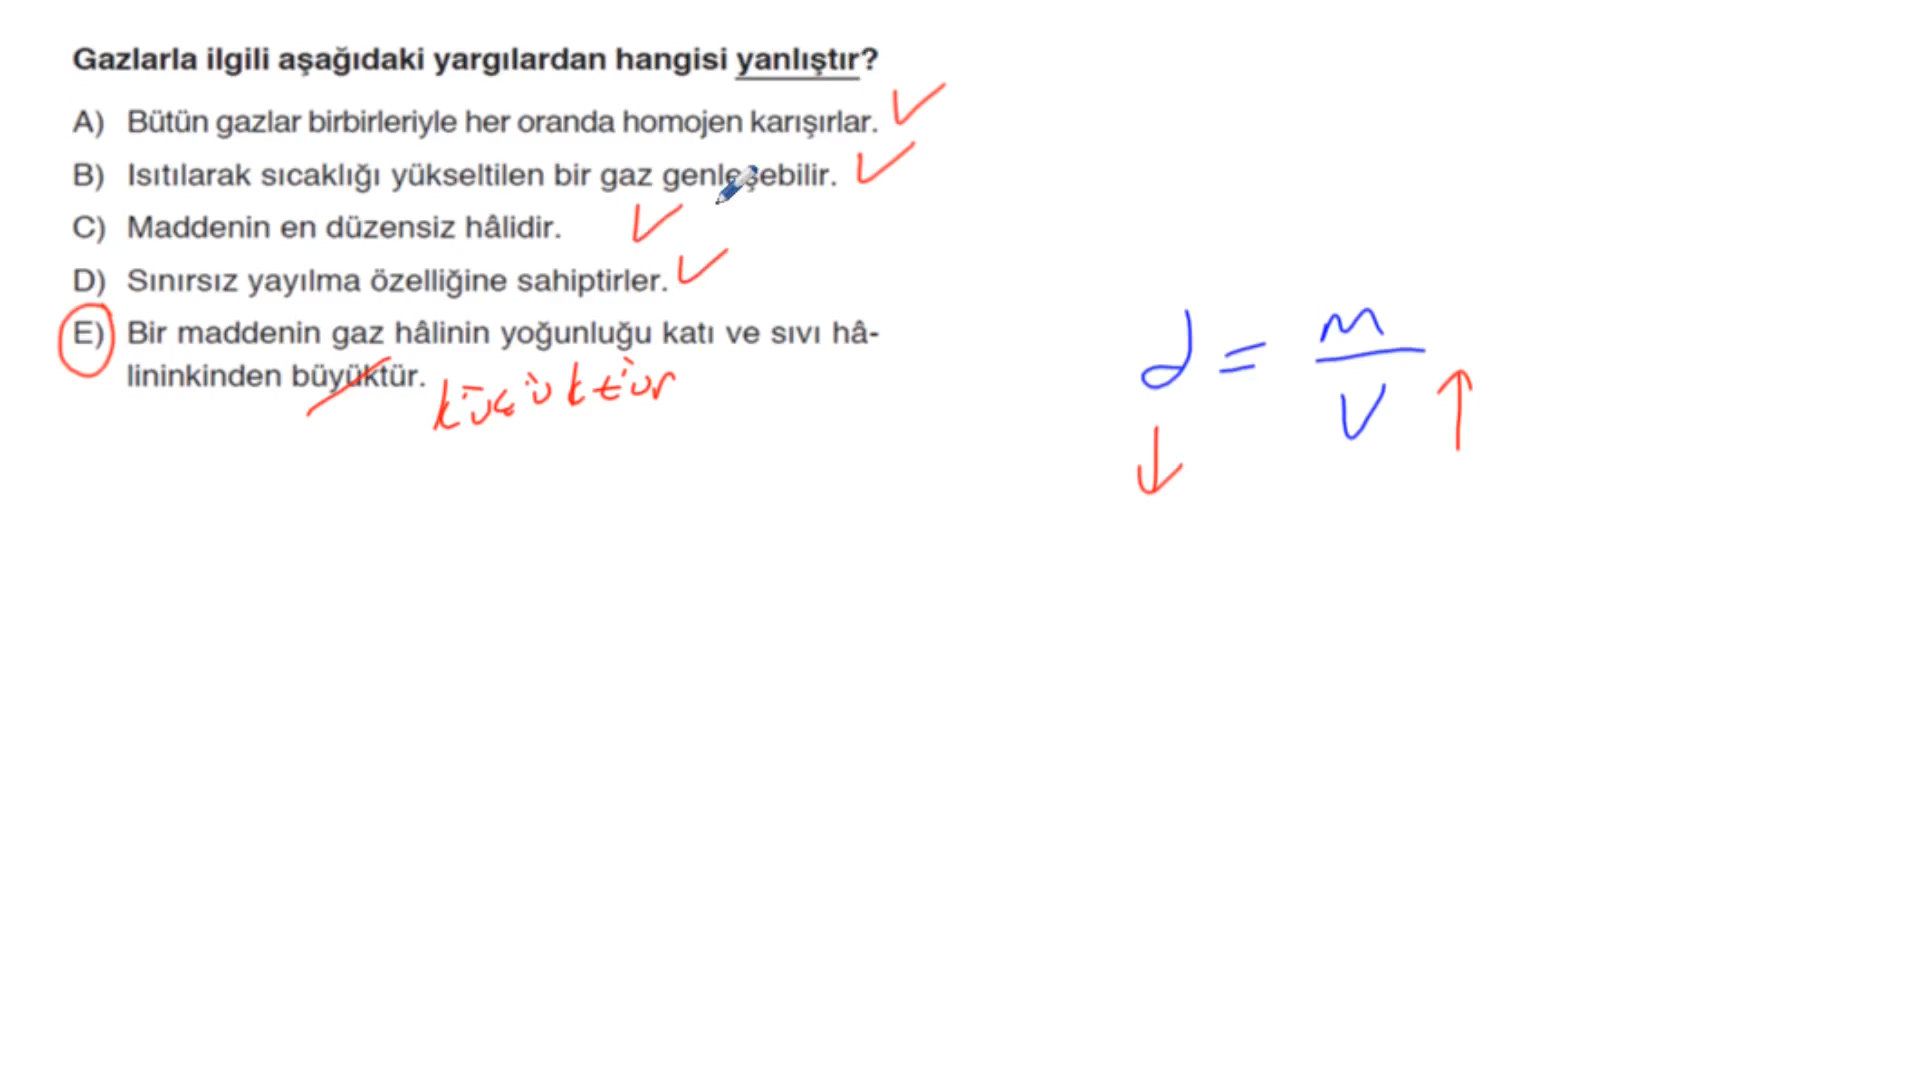 Gazlarla ilgili aşağıdaki yargılardan hangisi yanlıştır?
A) Bütün gazlar birbirleriyle her oranda homojen karışırlar.
B) Isıtılarak sıcaklığı yükseltilen bir gaz genleşebilir.
C) Maddenin en düzensiz hâlidir.
D) Sınırsız yayılma özelliğine sahiptirler.
E) Bir maddenin gaz hâlinin yoğunluğu katı ve sıvı hâ-
lininkinden büyüktür. küçüktür
d = m / V